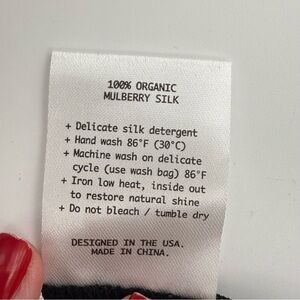 100% ORGANIC
MULBERRY SILK
+ Delicate silk detergent
+ Hand wash 86°F (30°C)
+ Machine wash on delicate
cycle (use wash bag) 86°F
+ Iron low heat, inside out
to restore natural shine
+ Do not bleach / tumble dry
DESIGNED IN THE USA.
MADE IN CHINA.